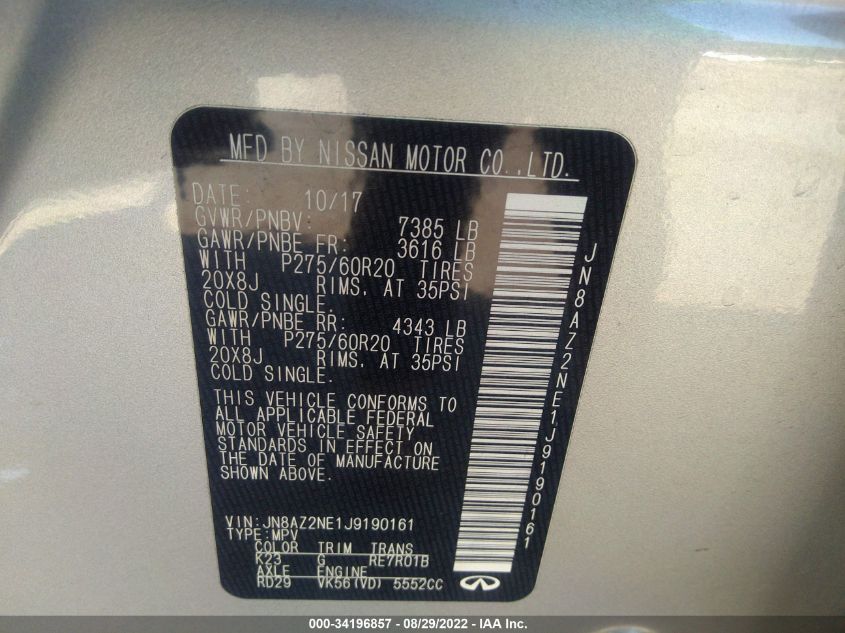 MFD BY NISSAN MOTOR CO.,LTD.
DATE: 10/17
GVWR/PNBV: 7385 LB
GAWR/PNBE FR: 3616 LB
WITH P275/60R20 TIRES
20X8J RIMS. AT 35PSI
COLD SINGLE.
GAWR/PNBE RR: 4343 LB
WITH P275/60R20 TIRES
20X8J RIMS. AT 35PSI
COLD SINGLE.
THIS VEHICLE CONFORMS TO
ALL APPLICABLE FEDERAL
MOTOR VEHICLE SAFETY
STANDARDS IN EFFECT ON
THE DATE OF MANUFACTURE
SHOWN ABOVE.
VIN:JN8AZ2NE1J9190161
TYPE:MPV
COLOR TRIM TRANS
K23 G RE7R01B
AXLE ENGINE
RD29 VK56(VD) 5552CC
JN8AZ2NE1J9190161
INFINITI
000-34196857 - 08/29/2022 - IAA Inc.